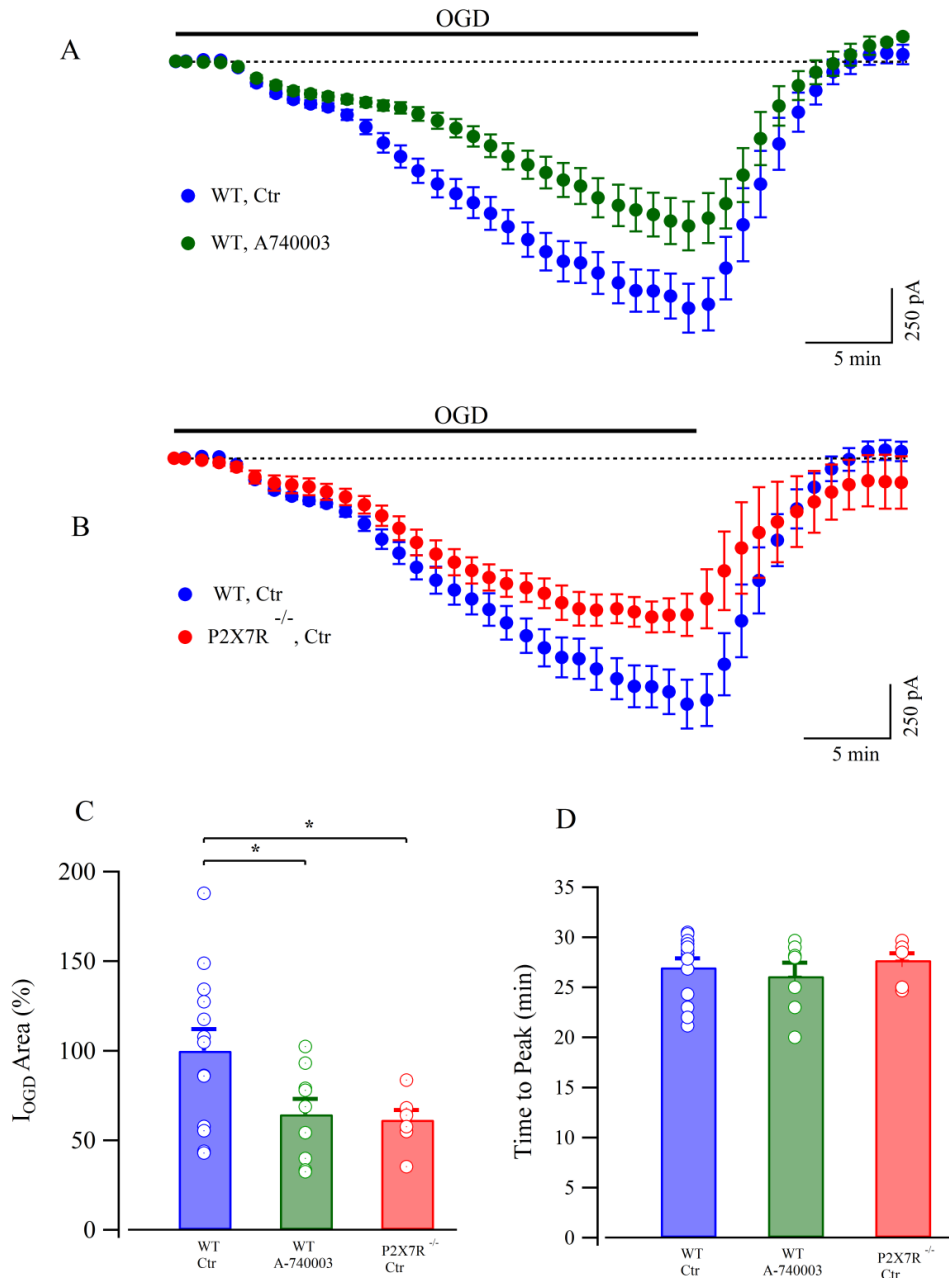 OGD
A
WT, Ctr
WT, A740003
250 pA
5 min
OGD
B
WT, Ctr
P2X7R -/- , Ctr
250 pA
5 min
C
*
*
200
150
100
50
0
IOGD Area (%)
WT
Ctr
WT
A-740003
P2X7R -/-
Ctr
D
35
30
25
20
15
10
5
0
Time to Peak (min)
WT
Ctr
WT
A-740003
P2X7R -/-
Ctr